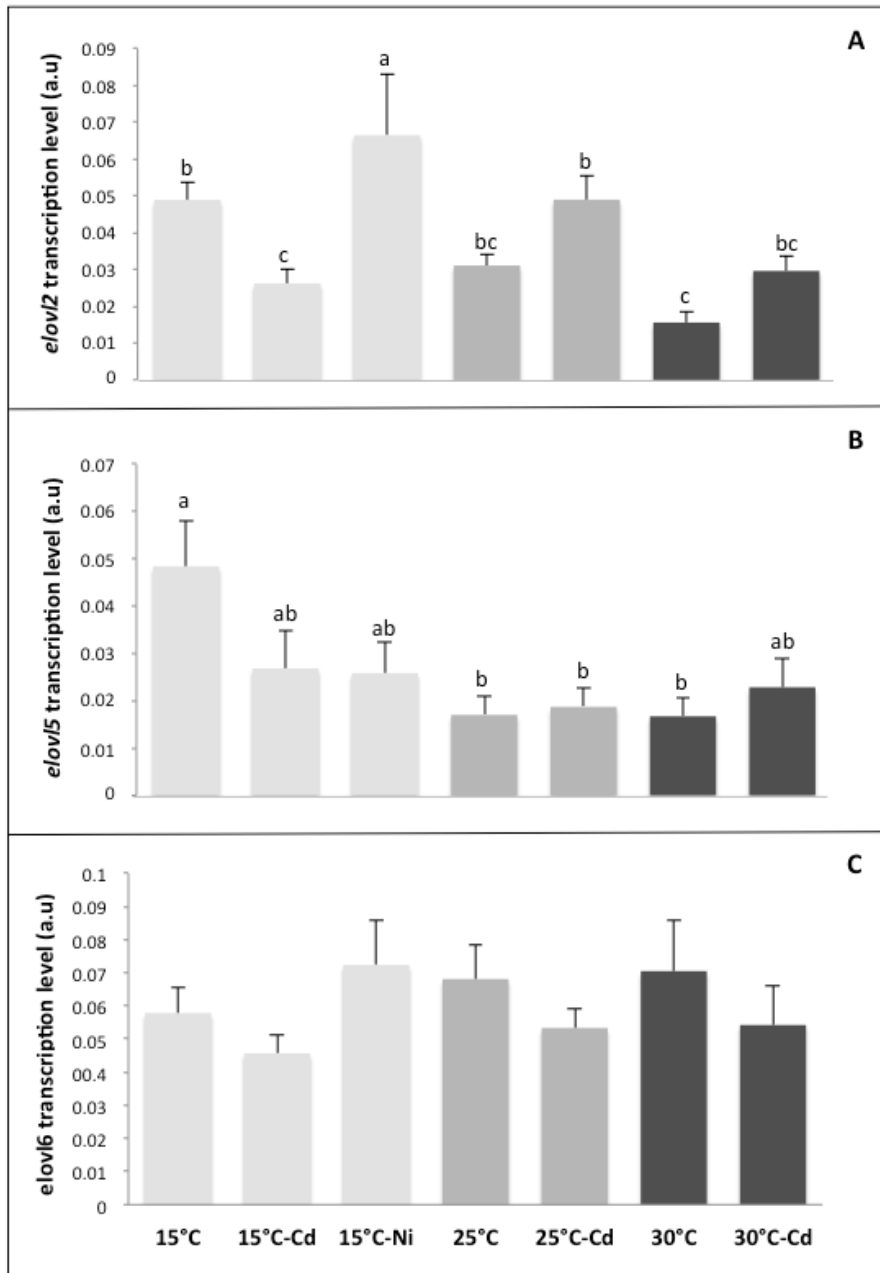 A
elovl2 transcription level (a.u)
0.09
0.08
0.07
0.06
0.05
0.04
0.03
0.02
0.01
0
b
c
a
bc
b
c
bc
B
elovl5 transcription level (a.u)
0.07
0.06
0.05
0.04
0.03
0.02
0.01
0
a
ab
ab
b
b
b
ab
C
elovl6 transcription level (a.u)
0.1
0.09
0.08
0.07
0.06
0.05
00.4
0.03
0.02
0.01
0
15°C 15°C-Cd 15°C-Ni 25°C 25°C-Cd 30°C 30°C-Cd